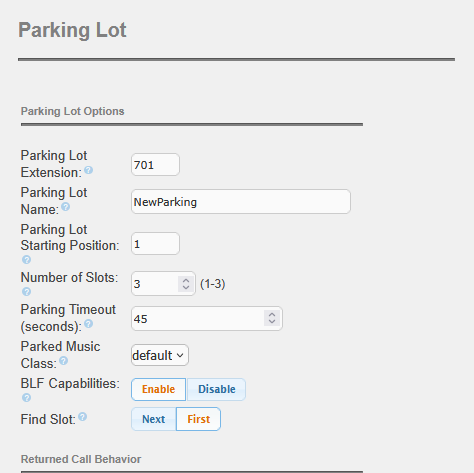 Parking Lot
Parking Lot Options
Parking Lot
Extension: ?
701
Parking Lot
Name: ?
NewParking
Parking Lot
Starting Position:
?
1
Number of Slots:
?
3 (1-3)
Parking Timeout
(seconds): ?
45
Parked Music
Class: ?
default
BLF Capabilities:
?
Enable Disable
Find Slot: ?
Next First
Returned Call Behavior